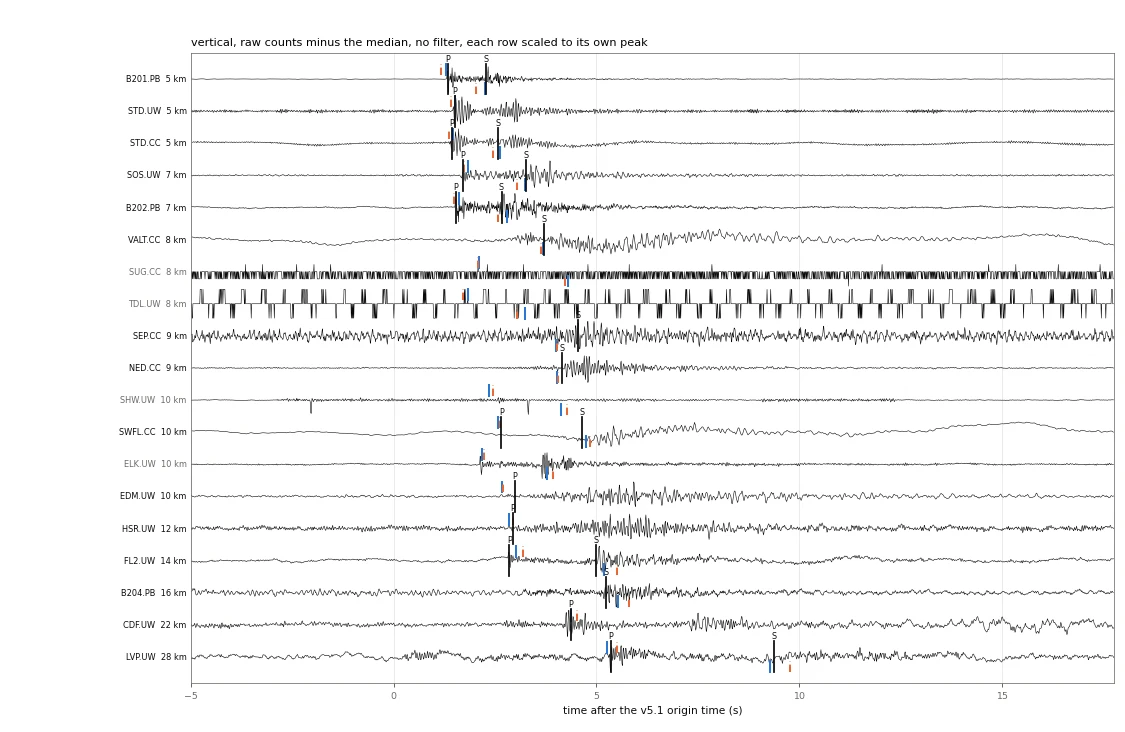 vertical, raw counts minus the median, no filter, each row scaled to its own peak
B201.PB 5 km P S
STD.UW 5 km P
STD.CC 5 km P S
SOS.UW 7 km P S
B202.PB 7 km P S
VALT.CC 8 km S
SUG.CC 8 km
TDL.UW 8 km
SEP.CC 9 km S
NED.CC 9 km S
SHW.UW 10 km
SWFL.CC 10 km P S
ELK.UW 10 km
EDM.UW 10 km P
HSR.UW 12 km P
FL2.UW 14 km P S
B204.PB 16 km S
CDF.UW 22 km P
LVP.UW 28 km P S
−5 0 5 10 15
time after the v5.1 origin time (s)